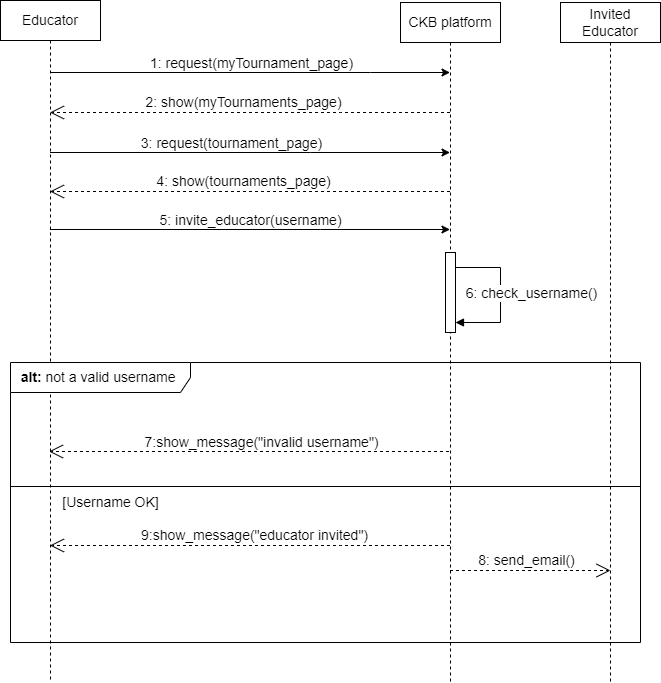 Educator
CKB platform
Invited
Educator
1: request(myTournament_page)
2: show(myTournaments_page)
3: request(tournament_page)
4: show(tournaments_page)
5: invite_educator(username)
6: check_username()
alt: not a valid username
7:show_message("invalid username")
[Username OK]
9:show_message("educator invited")
8: send_email()